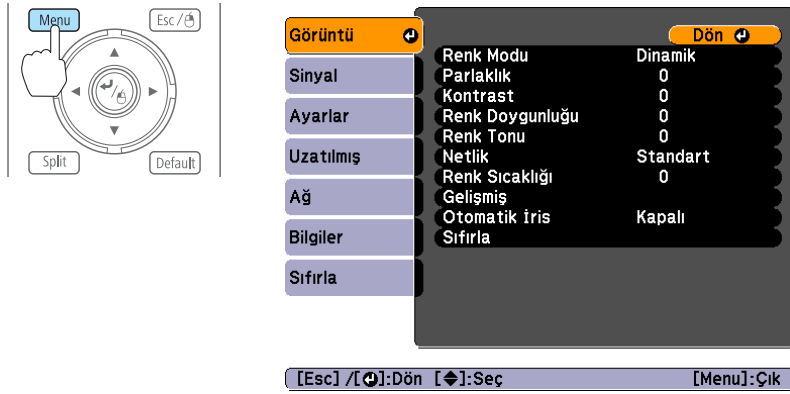 Menu
Esc /
Split
Default
Görüntü
Sinyal
Ayarlar
Uzatılmış
Ağ
Bilgiler
Sıfırla
Dön
Renk Modu Dinamik
Parlaklık 0
Kontrast 0
Renk Doygunluğu 0
Renk Tonu 0
Netlik Standart
Renk Sıcaklığı 0
Gelişmiş
Otomatik İris Kapalı
Sıfırla
[Esc] /[ ]:Dön [ ]:Seç [Menu]:Çık